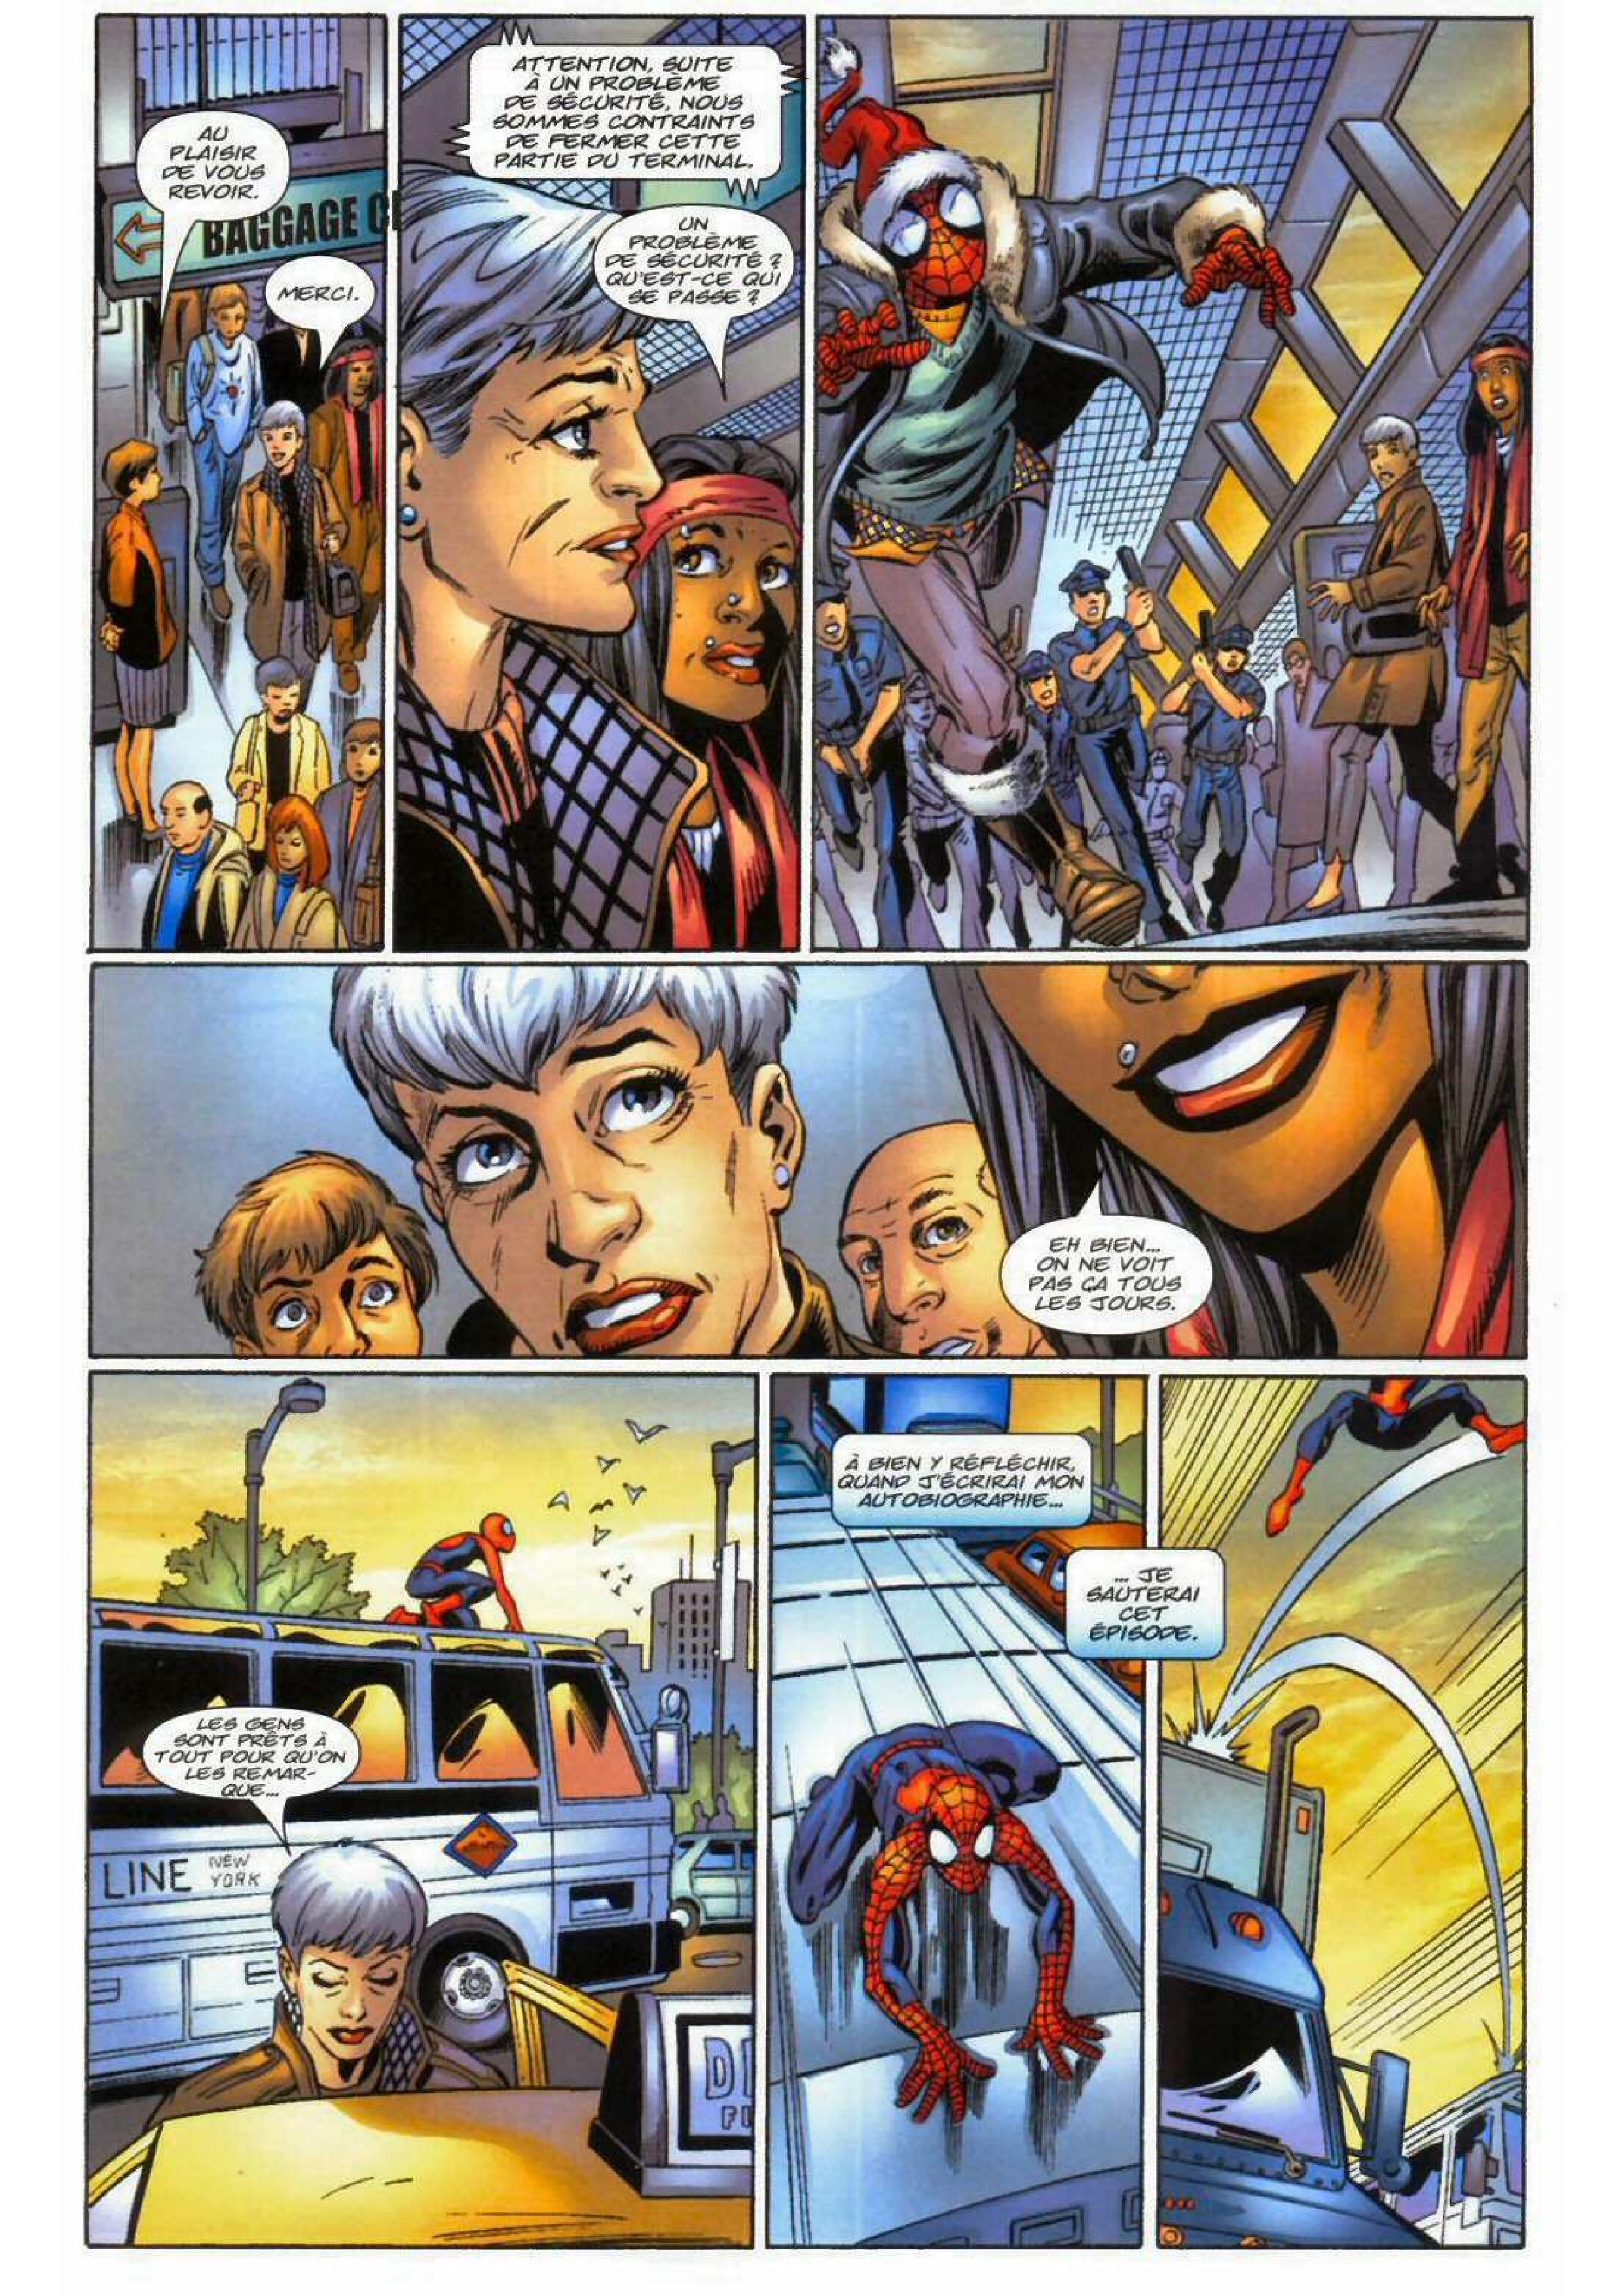 AU
PLAISIR
DE VOUS
REVOIR.
BAGGAGE C
MERCI.
ATTENTION, SUITE
À UN PROBLÈME
DE SÉCURITÉ, NOUS
SOMMES CONTRAINTS
DE FERMER CETTE
PARTIE DU TERMINAL.
UN
PROBLÈME
DE SÉCURITÉ ?
QU'EST-CE QUI
SE PASSE ?
EH BIEN...
ON NE VOIT
PAS ÇA TOUS
LES JOURS.
LES GENS
SONT PRÊTS À
TOUT POUR QU'ON
LES REMAR-
QUE...
LINE NEW
YORK
À BIEN Y RÉFLÉCHIR,
QUAND J'ÉCRIRAI MON
AUTOBIOGRAPHIE...
... JE
SAUTERAI
CET
ÉPISODE.